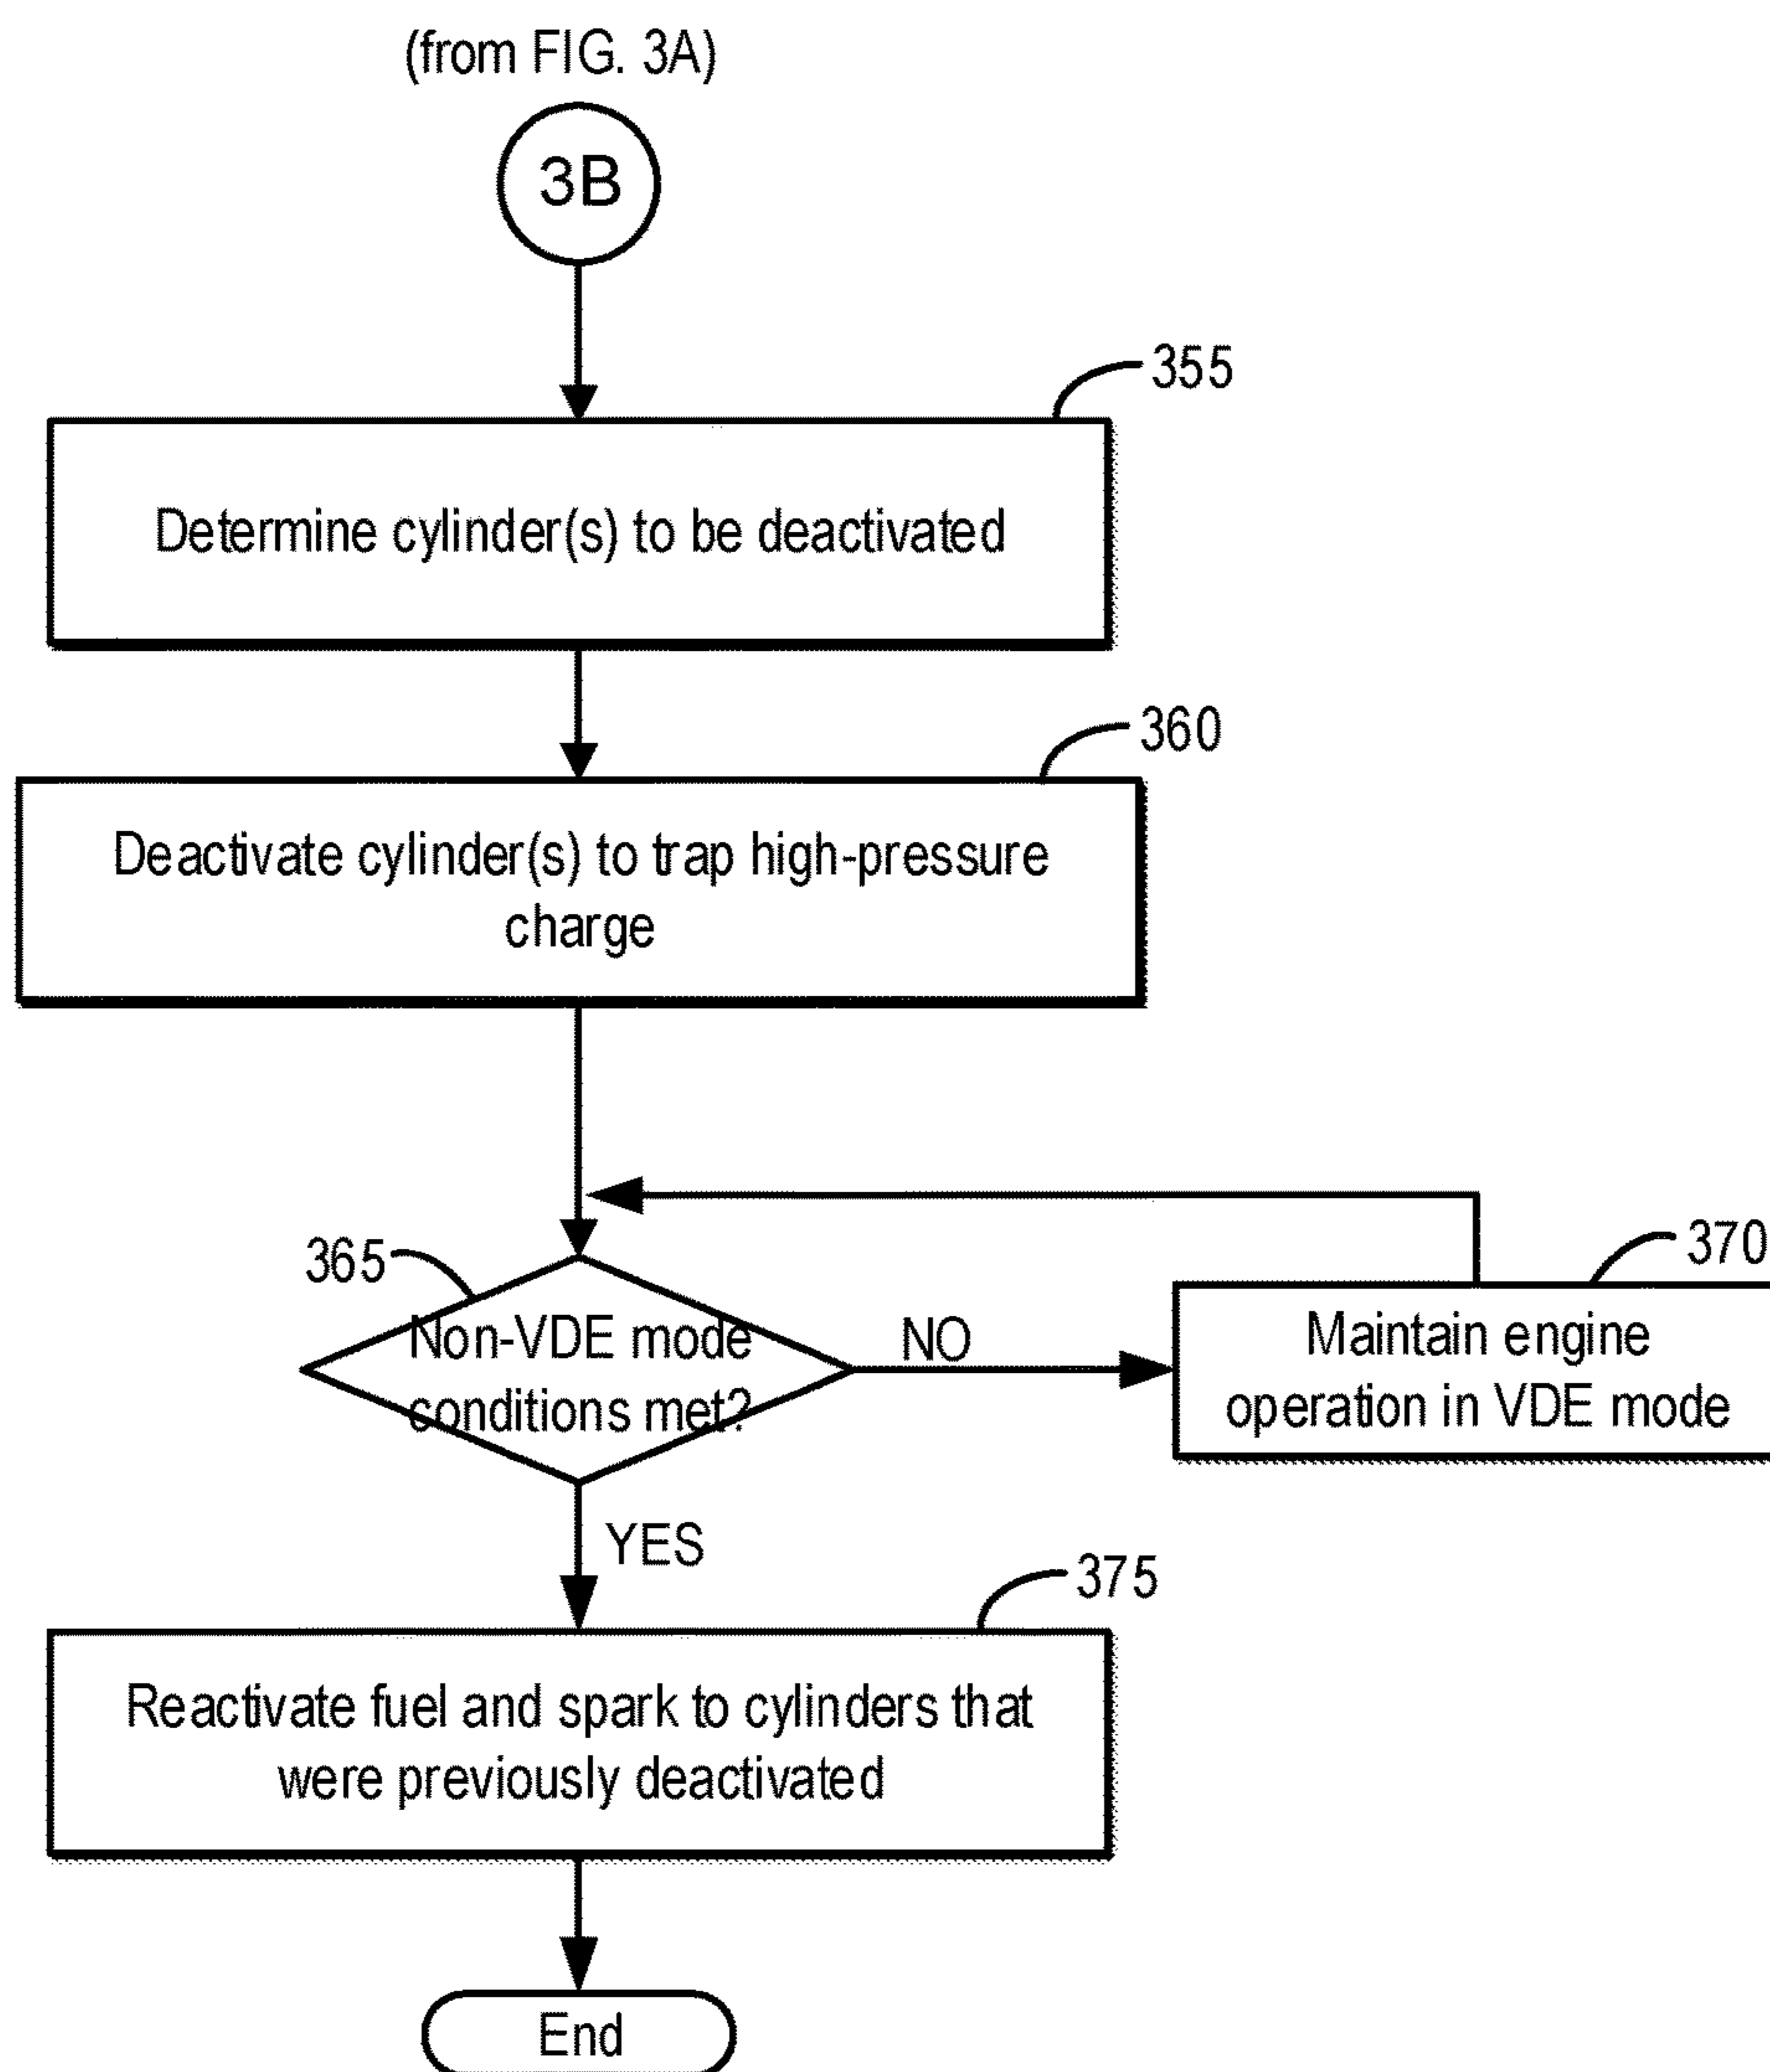 (from FIG. 3A)
3B
355
Determine cylinder(s) to be deactivated
360
Deactivate cylinder(s) to trap high-pressure
charge
365
Non-VDE mode
conditions met?
NO
370
Maintain engine
operation in VDE mode
YES
375
Reactivate fuel and spark to cylinders that
were previously deactivated
End